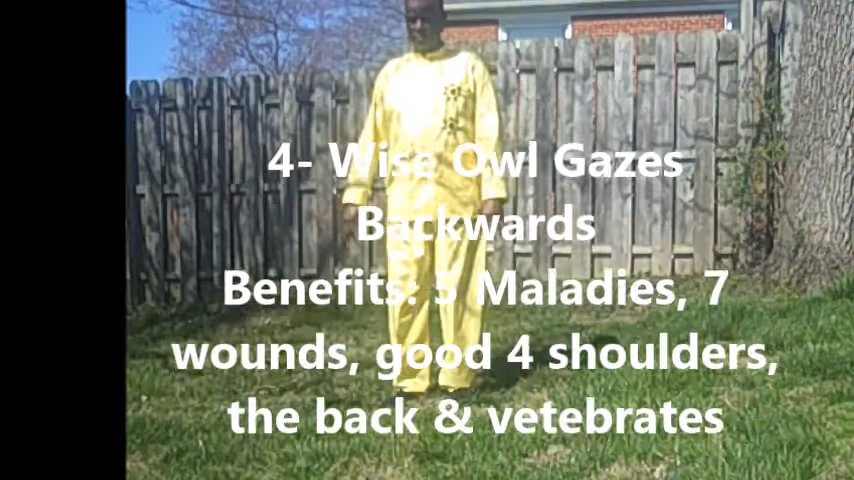 4- Wise Owl Gazes
Backwards
Benefits: 5 Maladies, 7
wounds, good 4 shoulders,
the back & vetebrates